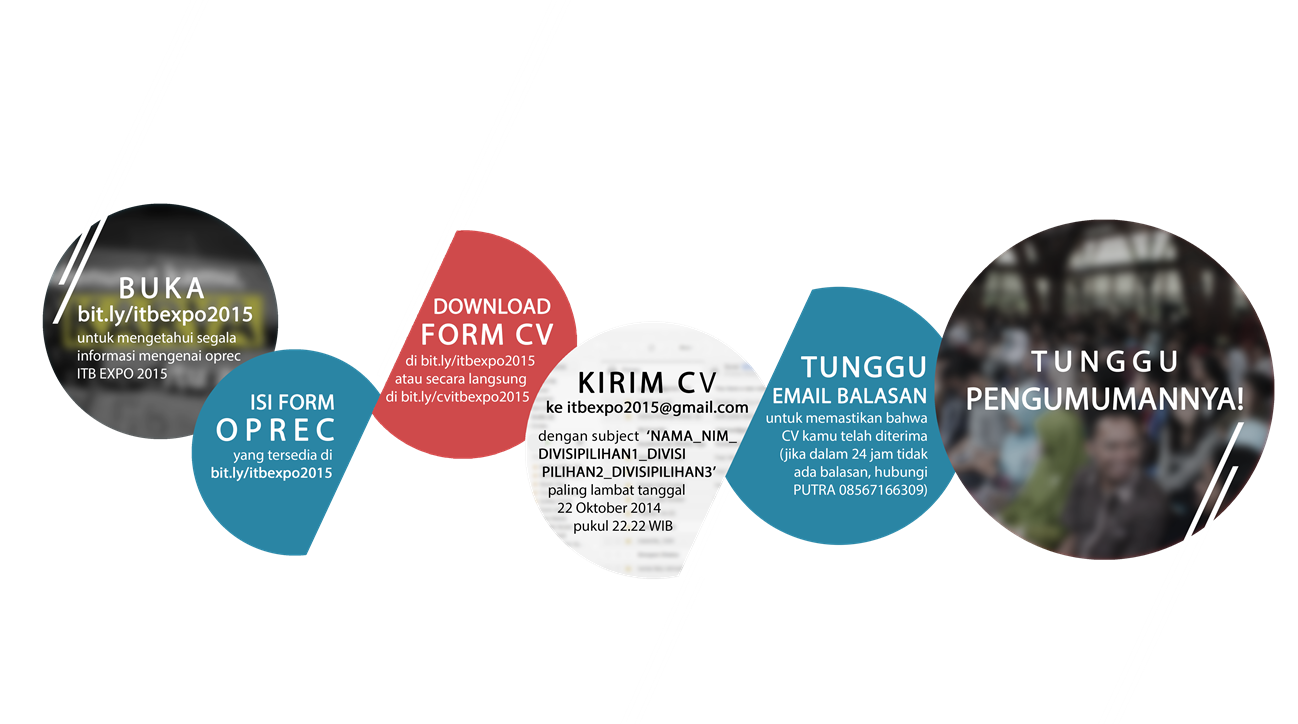 BUKA
bit.ly/itbexpo2015
untuk mengetahui segala
informasi mengenai oprec
ITB EXPO 2015
ISI FORM
OPREC
yang tersedia di
bit.ly/itbexpo2015
DOWNLOAD
FORM CV
di bit.ly/itbexpo2015
atau secara langsung
di bit.ly/cvitbexpo2015
KIRIM CV
ke itbexpo2015@gmail.com
dengan subject ‘NAMA_NIM_
DIVISIPILIHAN1_DIVISI
PILIHAN2_DIVISIPILIHAN3’
paling lambat tanggal
22 Oktober 2014
pukul 22.22 WIB
TUNGGU
EMAIL BALASAN
untuk memastikan bahwa
CV kamu telah diterima
(jika dalam 24 jam tidak
ada balasan, hubungi
PUTRA 08567166309)
TUNGGU
PENGUMUMANNYA!